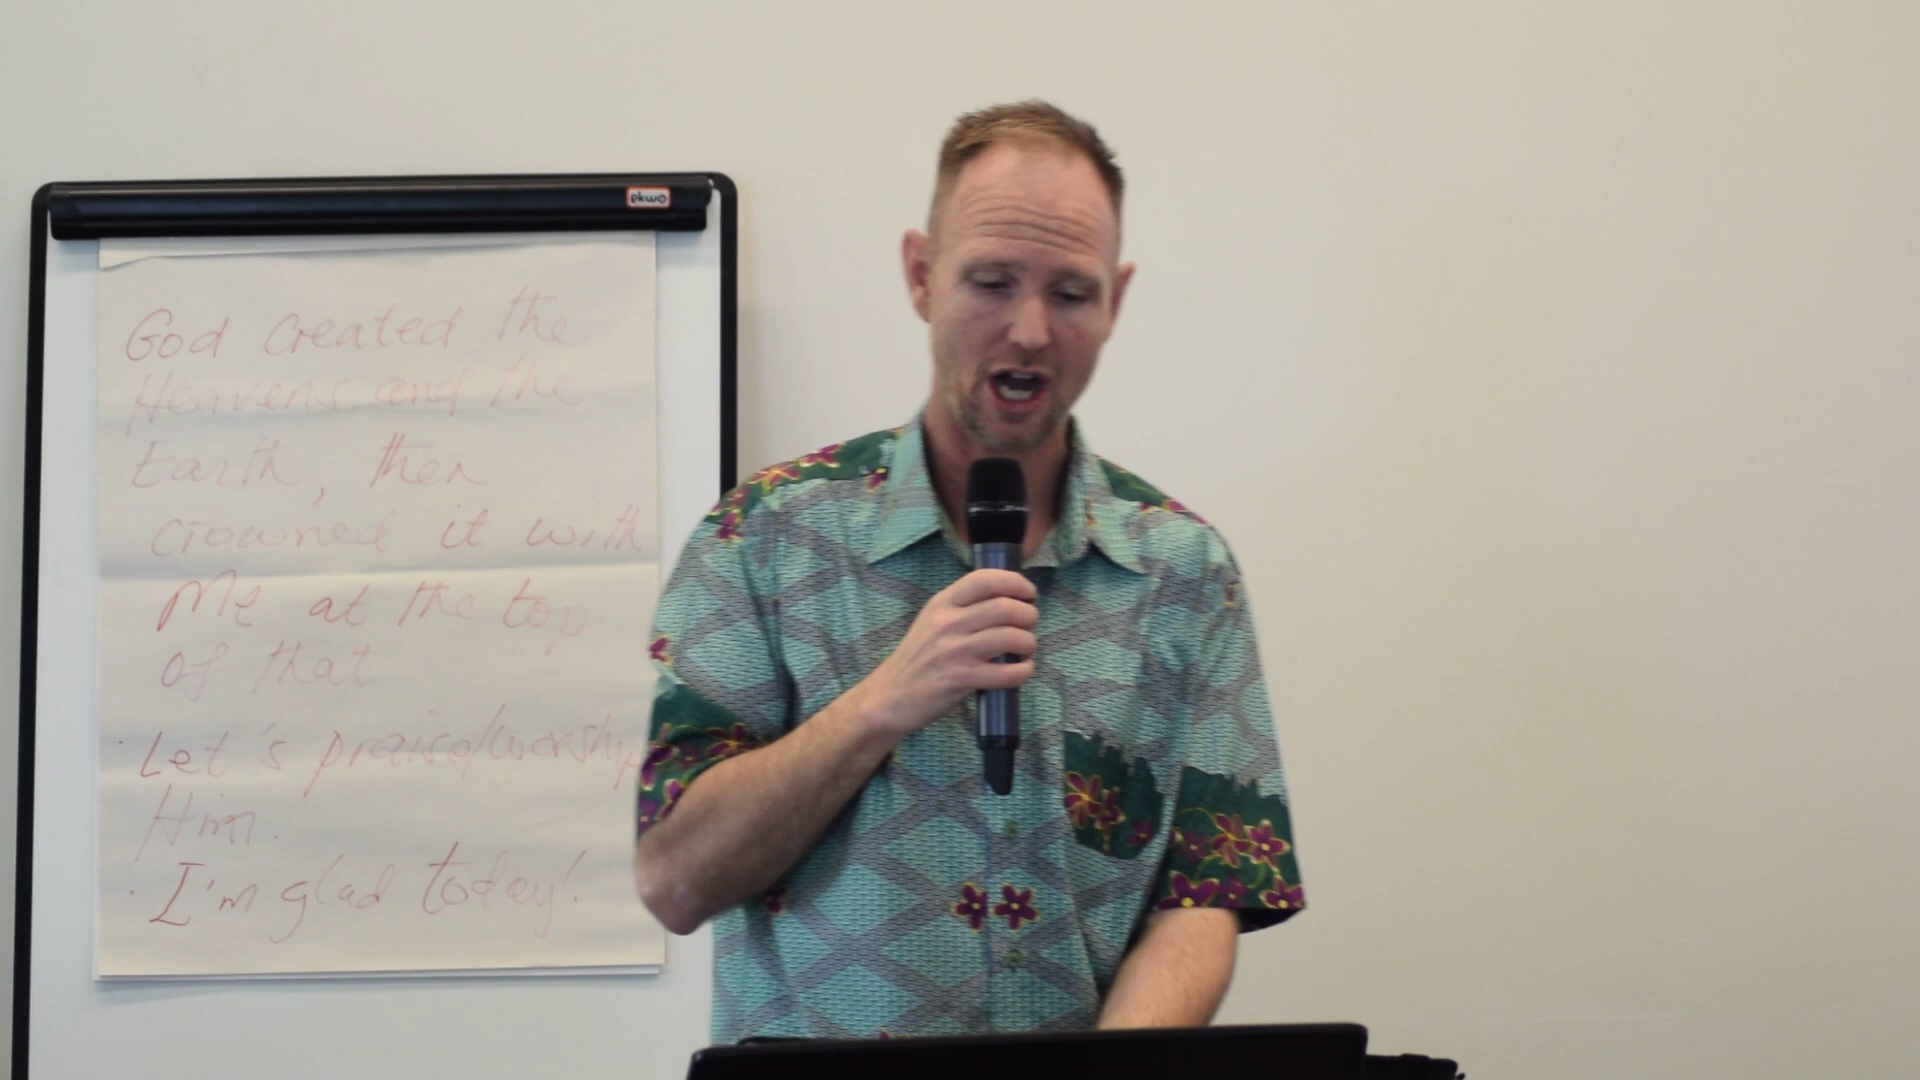 ekwo
God created the
Heavens and the
Earth, then
crowned it with
Me at the top
of that
Let's praise/worship
Him.
I'm glad today!